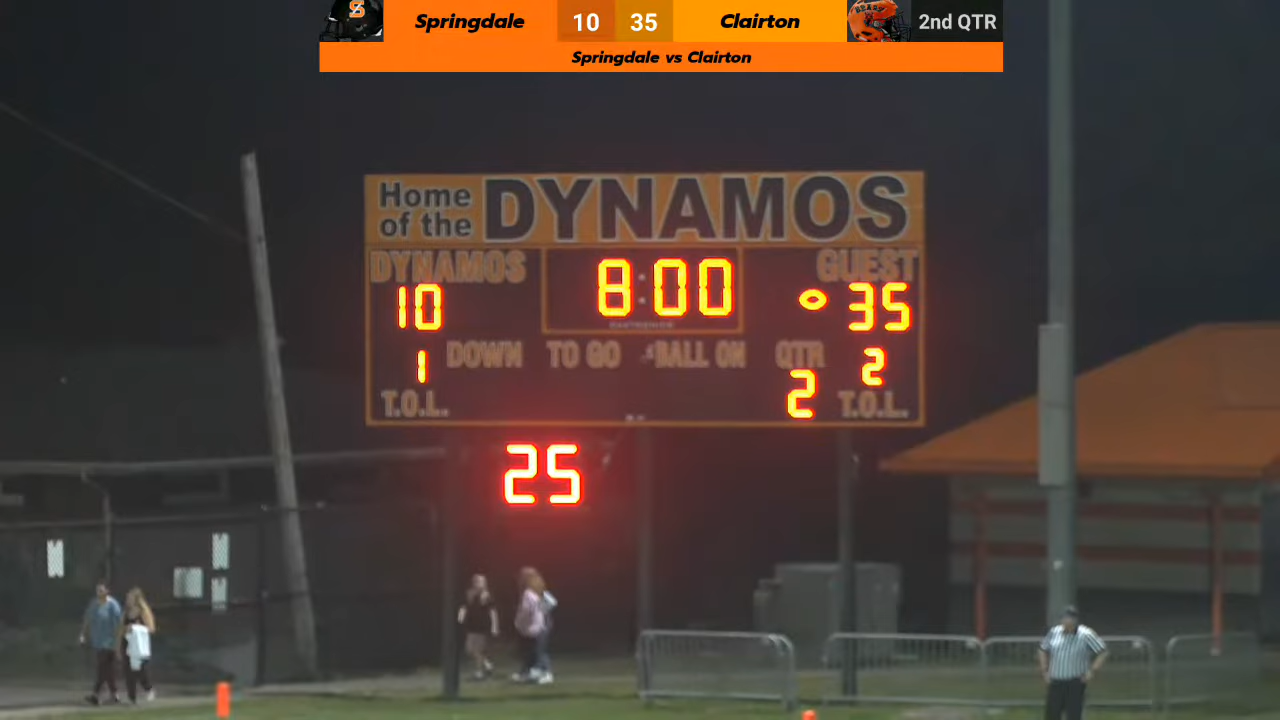 S Springdale 10 35 Clairton BEARS 2nd QTR
Springdale vs Clairton
Home of the DYNAMOS
DYNAMOS 8:00 GUEST
10 35
1 DOWN TO GO BALL ON QTR 2
T.O.L. 2 T.O.L.
25